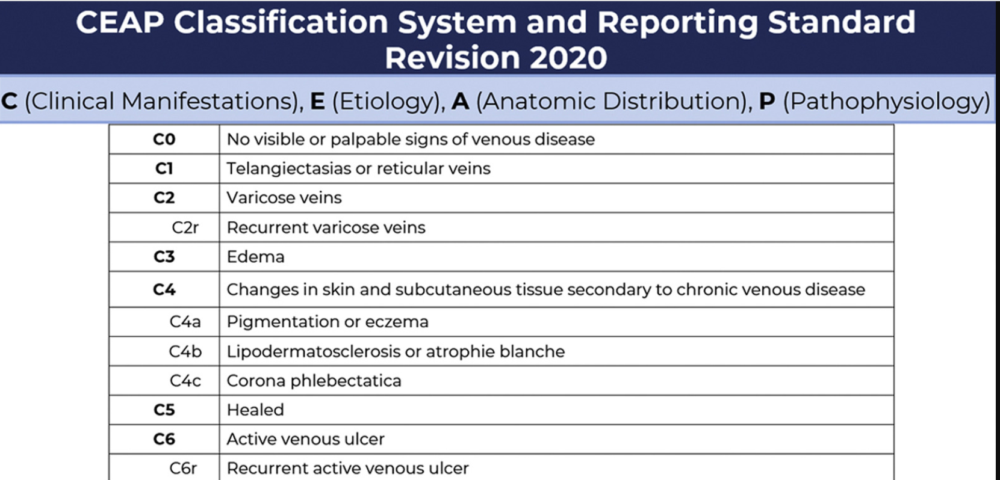 CEAP Classification System and Reporting Standard
Revision 2020
C (Clinical Manifestations), E (Etiology), A (Anatomic Distribution), P (Pathophysiology)
C0 No visible or palpable signs of venous disease
C1 Telangiectasias or reticular veins
C2 Varicose veins
C2r Recurrent varicose veins
C3 Edema
C4 Changes in skin and subcutaneous tissue secondary to chronic venous disease
C4a Pigmentation or eczema
C4b Lipodermatosclerosis or atrophie blanche
C4c Corona phlebectatica
C5 Healed
C6 Active venous ulcer
C6r Recurrent active venous ulcer